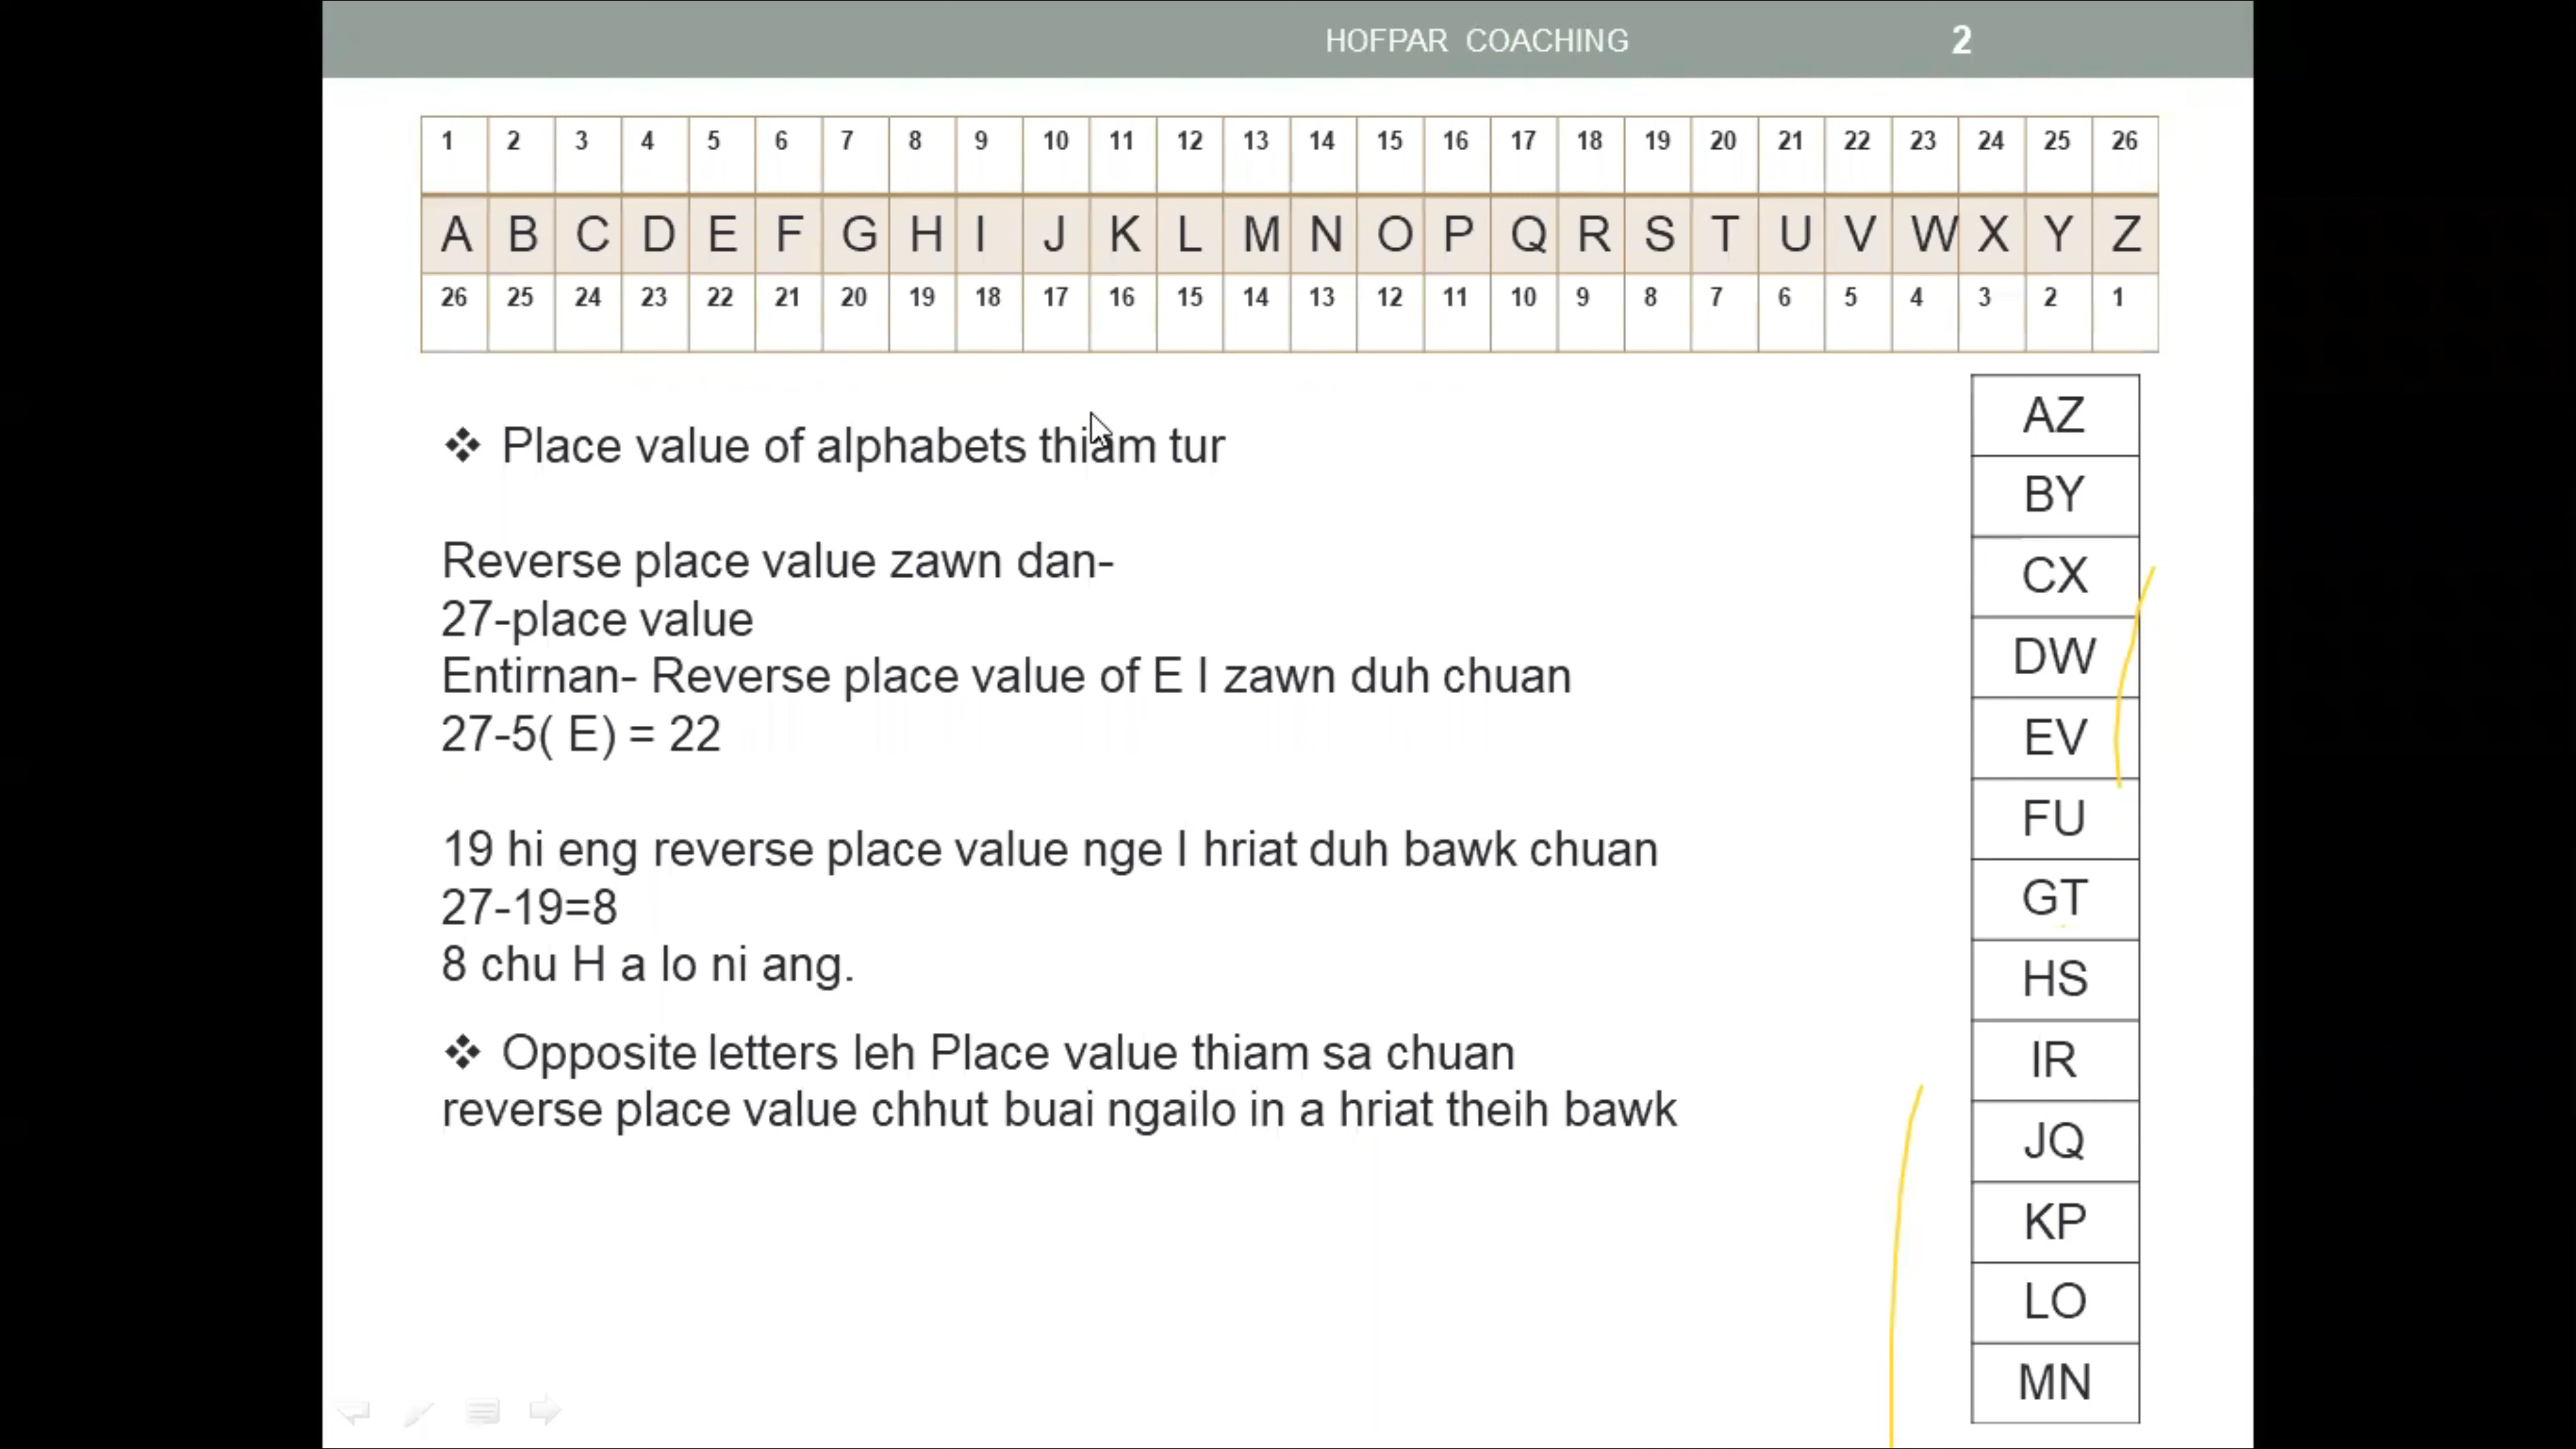 HOFPAR COACHING 2
1 2 3 4 5 6 7 8 9 10 11 12 13 14 15 16 17 18 19 20 21 22 23 24 25 26
A B C D E F G H I J K L M N O P Q R S T U V W X Y Z
26 25 24 23 22 21 20 19 18 17 16 15 14 13 12 11 10 9 8 7 6 5 4 3 2 1
❖ Place value of alphabets thiam tur
Reverse place value zawn dan-
27-place value
Entirnan- Reverse place value of E I zawn duh chuan
27-5( E) = 22
19 hi eng reverse place value nge I hriat duh bawk chuan
27-19=8
8 chu H a lo ni ang.
❖ Opposite letters leh Place value thiam sa chuan
reverse place value chhut buai ngailo in a hriat theih bawk
AZ
BY
CX
DW
EV
FU
GT
HS
IR
JQ
KP
LO
MN